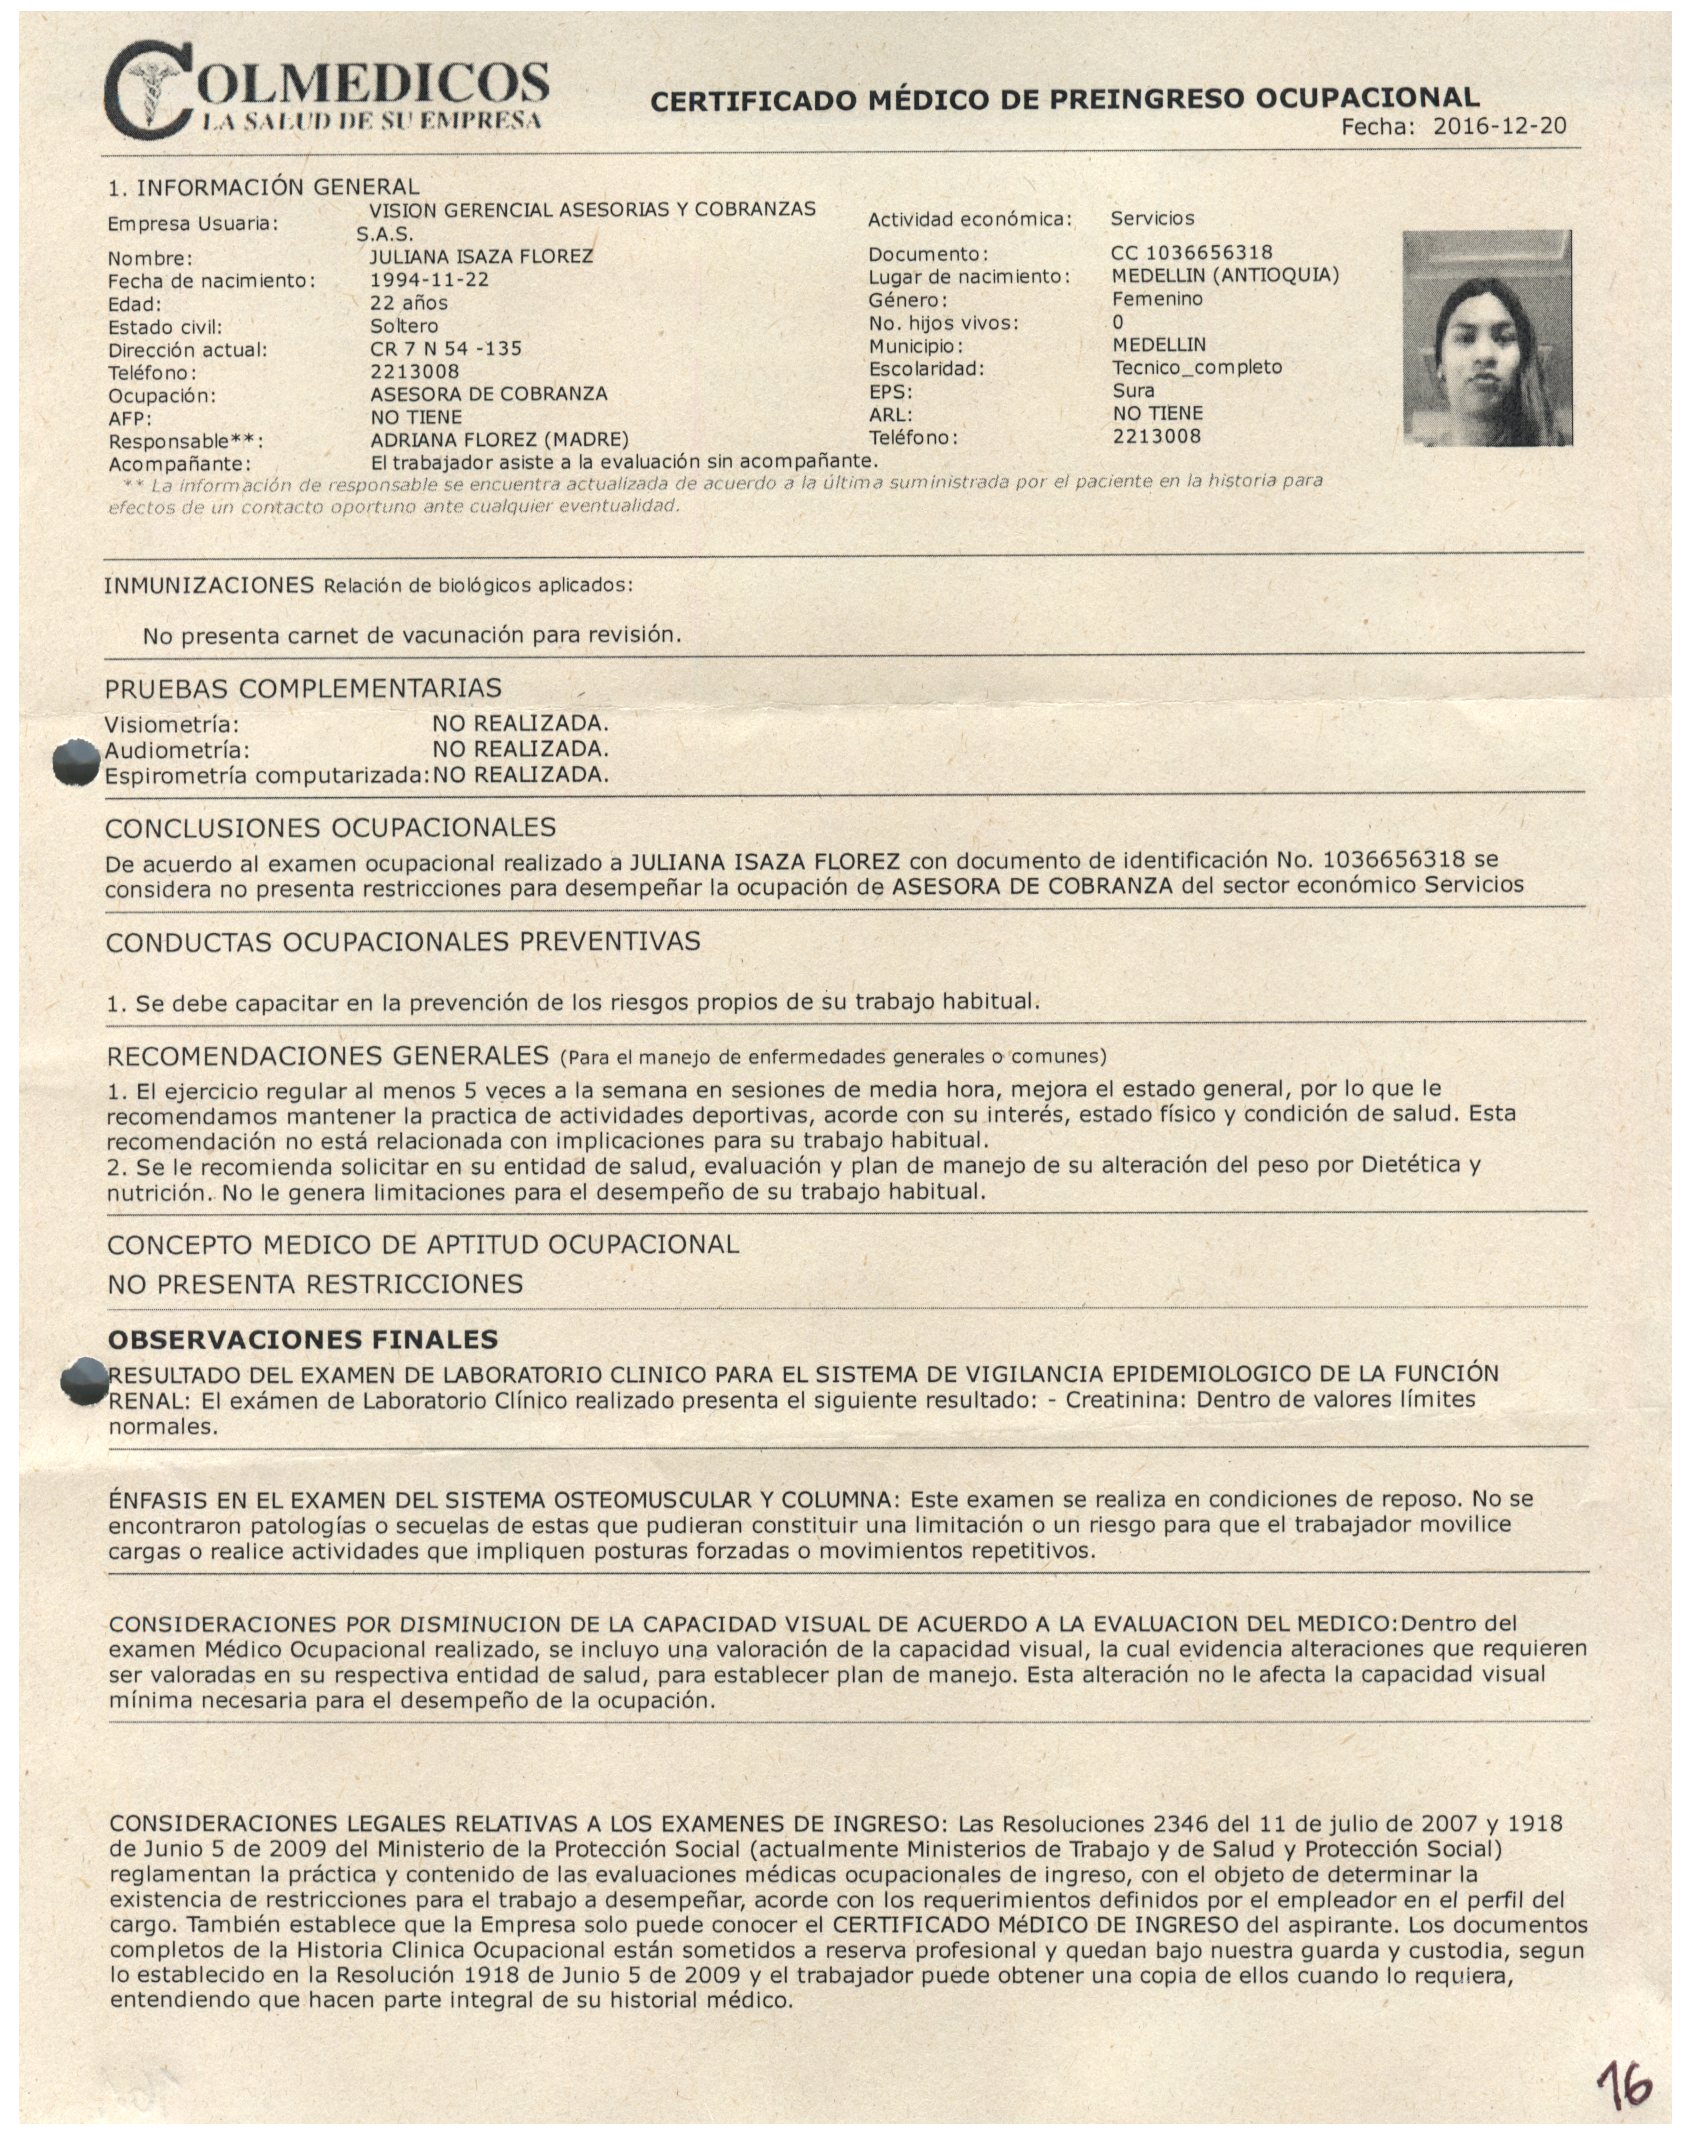 COLMEDICOS
LA SALUD DE SU EMPRESA
CERTIFICADO MÉDICO DE PREINGRESO OCUPACIONAL
Fecha: 2016-12-20
1. INFORMACIÓN GENERAL
Empresa Usuaria: VISION GERENCIAL ASESORIAS Y COBRANZAS S.A.S. Actividad económica: Servicios
Nombre: JULIANA ISAZA FLOREZ Documento: CC 1036656318
Fecha de nacimiento: 1994-11-22 Lugar de nacimiento: MEDELLIN (ANTIOQUIA)
Edad: 22 años Género: Femenino
Estado civil: Soltero No. hijos vivos: 0
Dirección actual: CR 7 N 54 -135 Municipio: MEDELLIN
Teléfono: 2213008 Escolaridad: Tecnico_completo
Ocupación: ASESORA DE COBRANZA EPS: Sura
AFP: NO TIENE ARL: NO TIENE
Responsable**: ADRIANA FLOREZ (MADRE) Teléfono: 2213008
Acompañante: El trabajador asiste a la evaluación sin acompañante.
** La información de responsable se encuentra actualizada de acuerdo a la última suministrada por el paciente en la historia para
efectos de un contacto oportuno ante cualquier eventualidad.
INMUNIZACIONES Relación de biológicos aplicados:
No presenta carnet de vacunación para revisión.
PRUEBAS COMPLEMENTARIAS
Visiometría: NO REALIZADA.
Audiometría: NO REALIZADA.
Espirometría computarizada: NO REALIZADA.
CONCLUSIONES OCUPACIONALES
De acuerdo al examen ocupacional realizado a JULIANA ISAZA FLOREZ con documento de identificación No. 1036656318 se
considera no presenta restricciones para desempeñar la ocupación de ASESORA DE COBRANZA del sector económico Servicios
CONDUCTAS OCUPACIONALES PREVENTIVAS
1. Se debe capacitar en la prevención de los riesgos propios de su trabajo habitual.
RECOMENDACIONES GENERALES (Para el manejo de enfermedades generales o comunes)
1. El ejercicio regular al menos 5 veces a la semana en sesiones de media hora, mejora el estado general, por lo que le
recomendamos mantener la practica de actividades deportivas, acorde con su interés, estado físico y condición de salud. Esta
recomendación no está relacionada con implicaciones para su trabajo habitual.
2. Se le recomienda solicitar en su entidad de salud, evaluación y plan de manejo de su alteración del peso por Dietética y
nutrición. No le genera limitaciones para el desempeño de su trabajo habitual.
CONCEPTO MEDICO DE APTITUD OCUPACIONAL
NO PRESENTA RESTRICCIONES
OBSERVACIONES FINALES
RESULTADO DEL EXAMEN DE LABORATORIO CLINICO PARA EL SISTEMA DE VIGILANCIA EPIDEMIOLOGICO DE LA FUNCIÓN
RENAL: El exámen de Laboratorio Clínico realizado presenta el siguiente resultado: - Creatinina: Dentro de valores límites
normales.
ÉNFASIS EN EL EXAMEN DEL SISTEMA OSTEOMUSCULAR Y COLUMNA: Este examen se realiza en condiciones de reposo. No se
encontraron patologías o secuelas de estas que pudieran constituir una limitación o un riesgo para que el trabajador movilice
cargas o realice actividades que impliquen posturas forzadas o movimientos repetitivos.
CONSIDERACIONES POR DISMINUCION DE LA CAPACIDAD VISUAL DE ACUERDO A LA EVALUACION DEL MEDICO:Dentro del
examen Médico Ocupacional realizado, se incluyo una valoración de la capacidad visual, la cual evidencia alteraciones que requieren
ser valoradas en su respectiva entidad de salud, para establecer plan de manejo. Esta alteración no le afecta la capacidad visual
mínima necesaria para el desempeño de la ocupación.
CONSIDERACIONES LEGALES RELATIVAS A LOS EXAMENES DE INGRESO: Las Resoluciones 2346 del 11 de julio de 2007 y 1918
de Junio 5 de 2009 del Ministerio de la Protección Social (actualmente Ministerios de Trabajo y de Salud y Protección Social)
reglamentan la práctica y contenido de las evaluaciones médicas ocupacionales de ingreso, con el objeto de determinar la
existencia de restricciones para el trabajo a desempeñar, acorde con los requerimientos definidos por el empleador en el perfil del
cargo. También establece que la Empresa solo puede conocer el CERTIFICADO MéDICO DE INGRESO del aspirante. Los documentos
completos de la Historia Clinica Ocupacional están sometidos a reserva profesional y quedan bajo nuestra guarda y custodia, segun
lo establecido en la Resolución 1918 de Junio 5 de 2009 y el trabajador puede obtener una copia de ellos cuando lo requiera,
entendiendo que hacen parte integral de su historial médico.
16